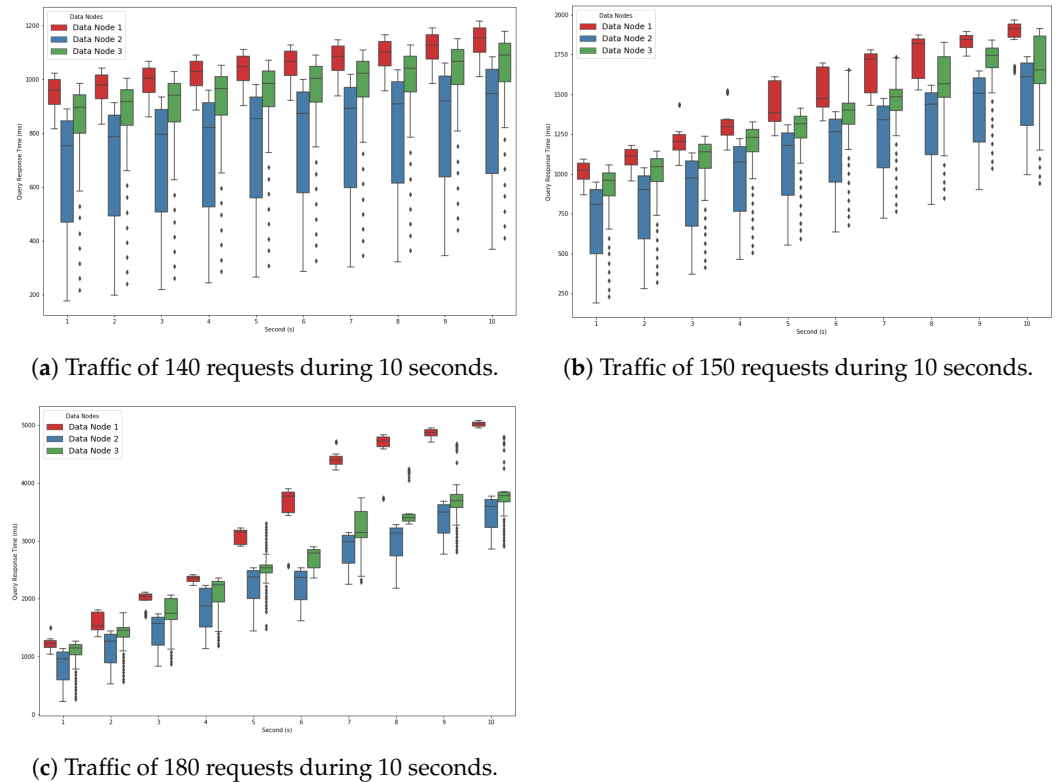 Data Nodes
Data Node 1
Data Node 2
Data Node 3
Query Response Time (ms)
1200
1000
800
600
400
200
1 2 3 4 5 6 7 8 9 10
Second (s)
(a) Traffic of 140 requests during 10 seconds.
Data Nodes
Data Node 1
Data Node 2
Data Node 3
Query Response Time (ms)
2000
1750
1500
1250
1000
750
500
250
1 2 3 4 5 6 7 8 9 10
Second (s)
(b) Traffic of 150 requests during 10 seconds.
Data Nodes
Data Node 1
Data Node 2
Data Node 3
Query Response Time (ms)
5000
4000
3000
2000
1000
0
1 2 3 4 5 6 7 8 9 10
Second (s)
(c) Traffic of 180 requests during 10 seconds.